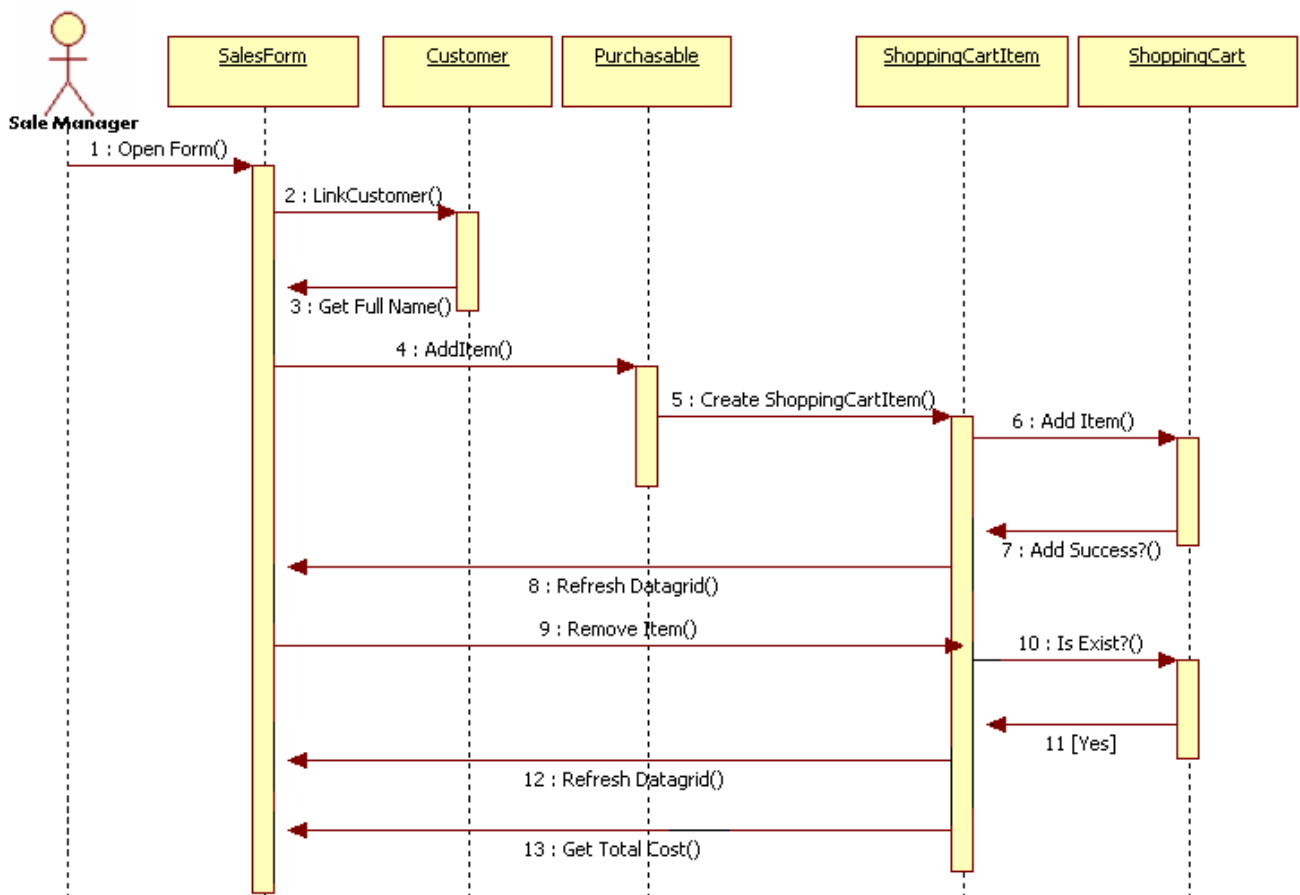 SalesForm
Customer
Purchasable
ShoppingCartItem
ShoppingCart
Sale Manager
1 : Open Form()
2 : LinkCustomer()
3 : Get Full Name()
4 : AddItem()
5 : Create ShoppingCartItem()
6 : Add Item()
7 : Add Success?()
8 : Refresh Datagrid()
9 : Remove Item()
10 : Is Exist?()
11 [Yes]
12 : Refresh Datagrid()
13 : Get Total Cost()